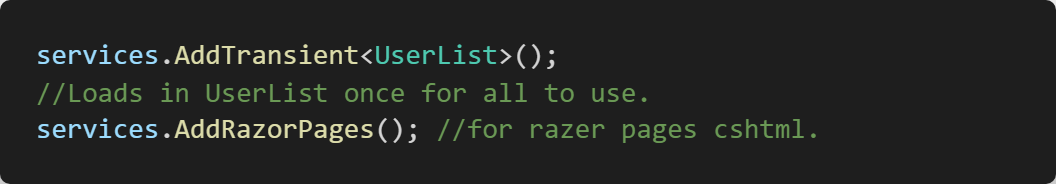 services.AddTransient<UserList>();
//Loads in UserList once for all to use.
services.AddRazorPages(); //for razer pages cshtml.